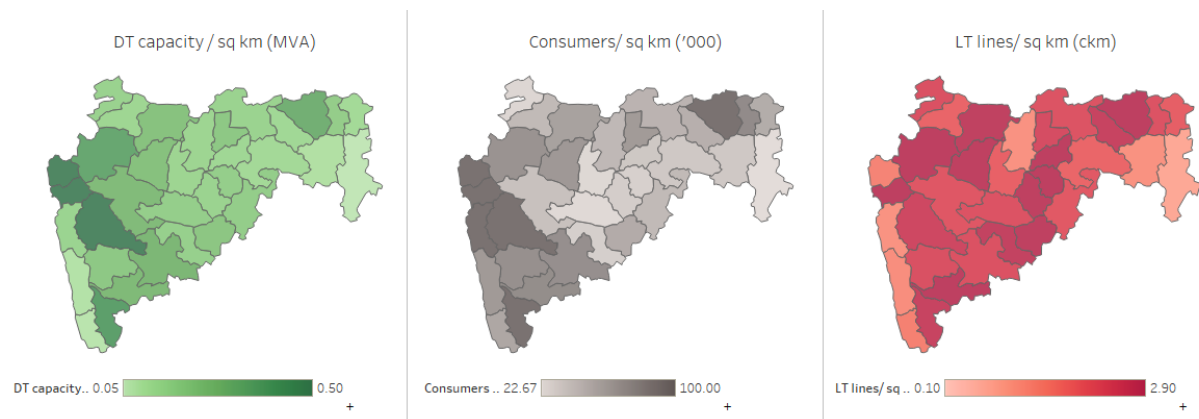 DT capacity / sq km (MVA)
Consumers/ sq km ('000)
LT lines/ sq km (ckm)
DT capacity.. 0.05 0.50
+
Consumers .. 22.67 100.00
+
LT lines/ sq .. 0.10 2.90
+